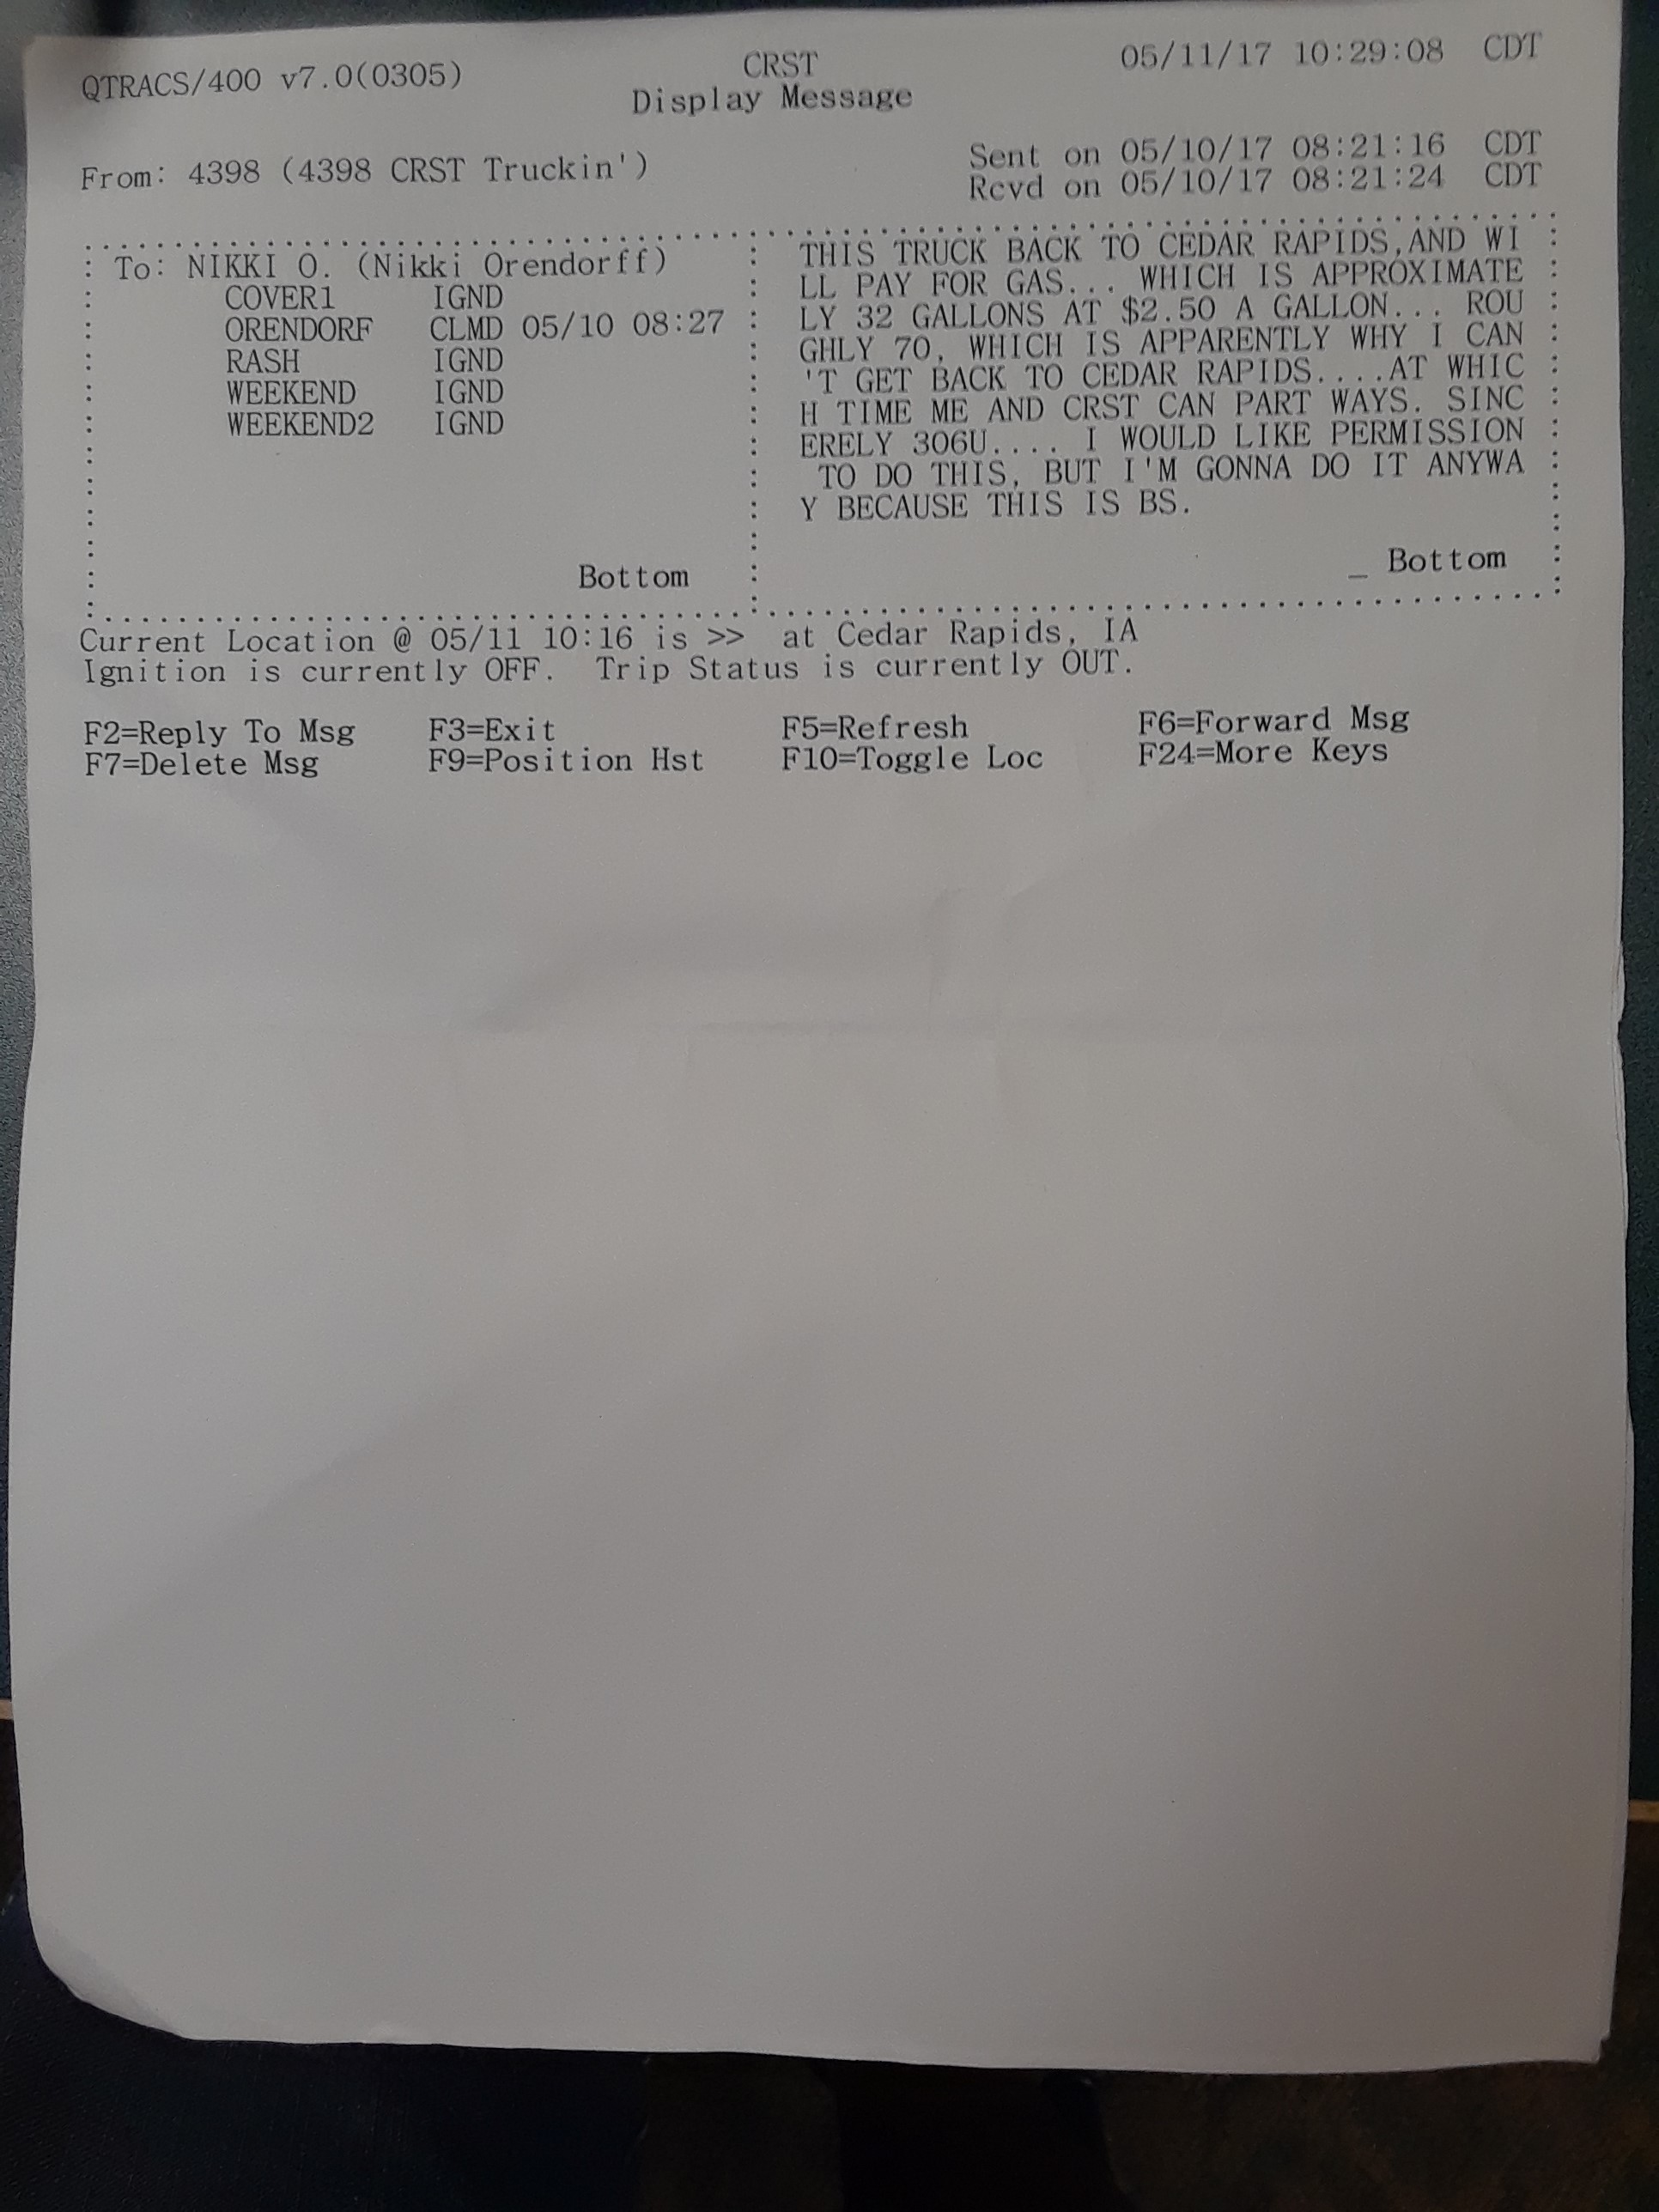 QTRACS/400 v7.0(0305) CRST 05/11/17 10:29:08 CDT
Display Message
From: 4398 (4398 CRST Truckin') Sent on 05/10/17 08:21:16 CDT
Rcvd on 05/10/17 08:21:24 CDT
To: NIKKI O. (Nikki Orendorff)
COVER1 IGND
ORENDORF CLMD 05/10 08:27
RASH IGND
WEEKEND IGND
WEEKEND2 IGND
Bottom
THIS TRUCK BACK TO CEDAR RAPIDS,AND WI
LL PAY FOR GAS... WHICH IS APPROXIMATE
LY 32 GALLONS AT $2.50 A GALLON... ROU
GHLY 70, WHICH IS APPARENTLY WHY I CAN
'T GET BACK TO CEDAR RAPIDS....AT WHIC
H TIME ME AND CRST CAN PART WAYS. SINC
ERELY 306U.... I WOULD LIKE PERMISSION
TO DO THIS, BUT I'M GONNA DO IT ANYWA
Y BECAUSE THIS IS BS.
_ Bottom
Current Location @ 05/11 10:16 is >> at Cedar Rapids, IA
Ignition is currently OFF. Trip Status is currently OUT.
F2=Reply To Msg F3=Exit F5=Refresh F6=Forward Msg
F7=Delete Msg F9=Position Hst F10=Toggle Loc F24=More Keys